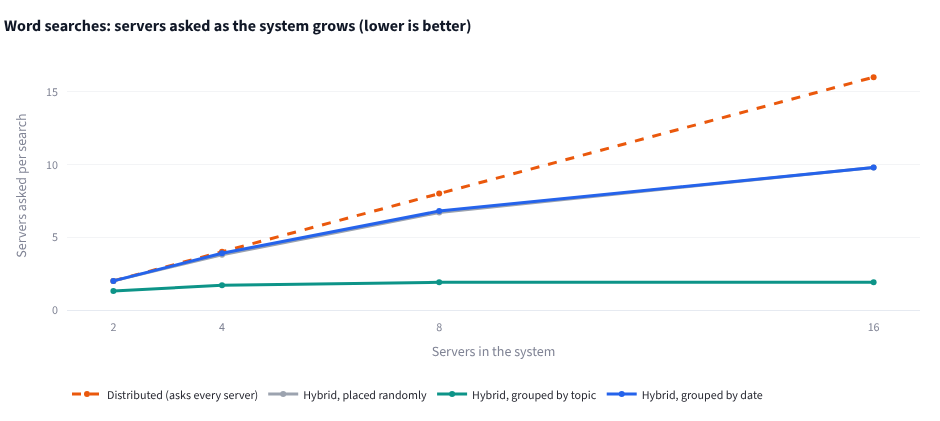 Word searches: servers asked as the system grows (lower is better)
Servers asked per search
15
10
5
0
2 4 8 16
Servers in the system
Distributed (asks every server) Hybrid, placed randomly Hybrid, grouped by topic Hybrid, grouped by date